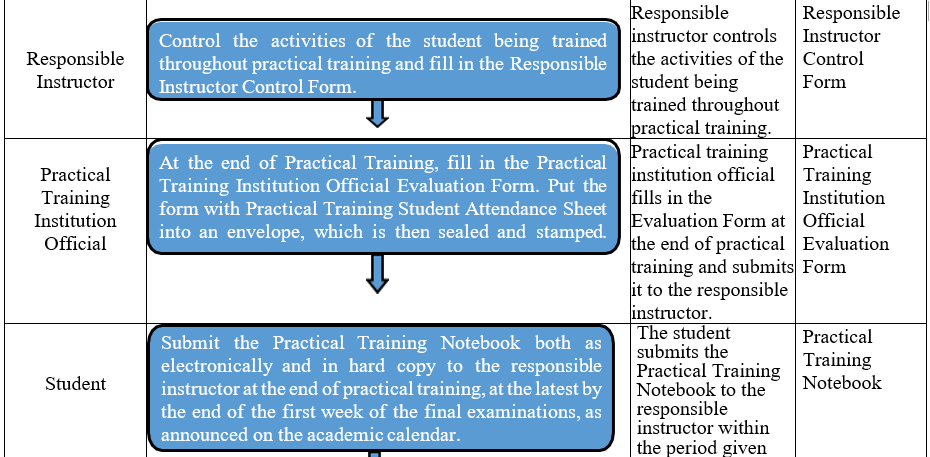 Responsible
Instructor
Control the activities of the student being trained
throughout practical training and fill in the Responsible
Instructor Control Form.
Responsible
instructor controls
the activities of the
student being
trained throughout
practical training.
Responsible
Instructor
Control
Form
Practical
Training
Institution
Official
At the end of Practical Training, fill in the Practical
Training Institution Official Evaluation Form. Put the
form with Practical Training Student Attendance Sheet
into an envelope, which is then sealed and stamped.
Practical training
institution official
fills in the
Evaluation Form at
the end of practical
training and submits
it to the responsible
instructor.
Practical
Training
Institution
Official
Evaluation
Form
Student
Submit the Practical Training Notebook both as
electronically and in hard copy to the responsible
instructor at the end of practical training, at the latest by
the end of the first week of the final examinations, as
announced on the academic calendar.
The student
submits the
Practical Training
Notebook to the
responsible
instructor within
the period given
Practical
Training
Notebook